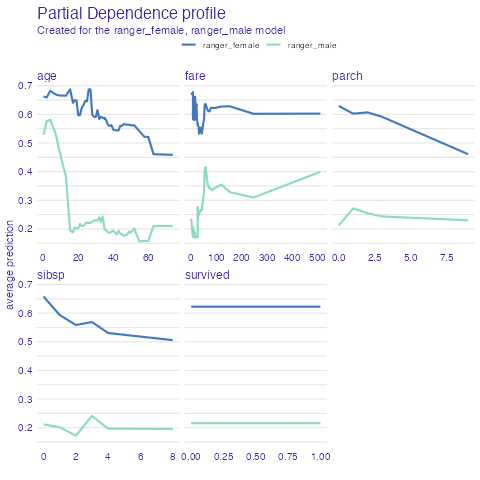 Partial Dependence profile
Created for the ranger_female, ranger_male model
ranger_female ranger_male
age fare parch
0.7
0.6
0.5
0.4
0.3
0.2
0 20 40 60 0 100 200 300 400 500 0.0 2.5 5.0 7.5
average prediction
sibsp survived
0.7
0.6
0.5
0.4
0.3
0.2
0 2 4 6 8 0.00 0.25 0.50 0.75 1.00